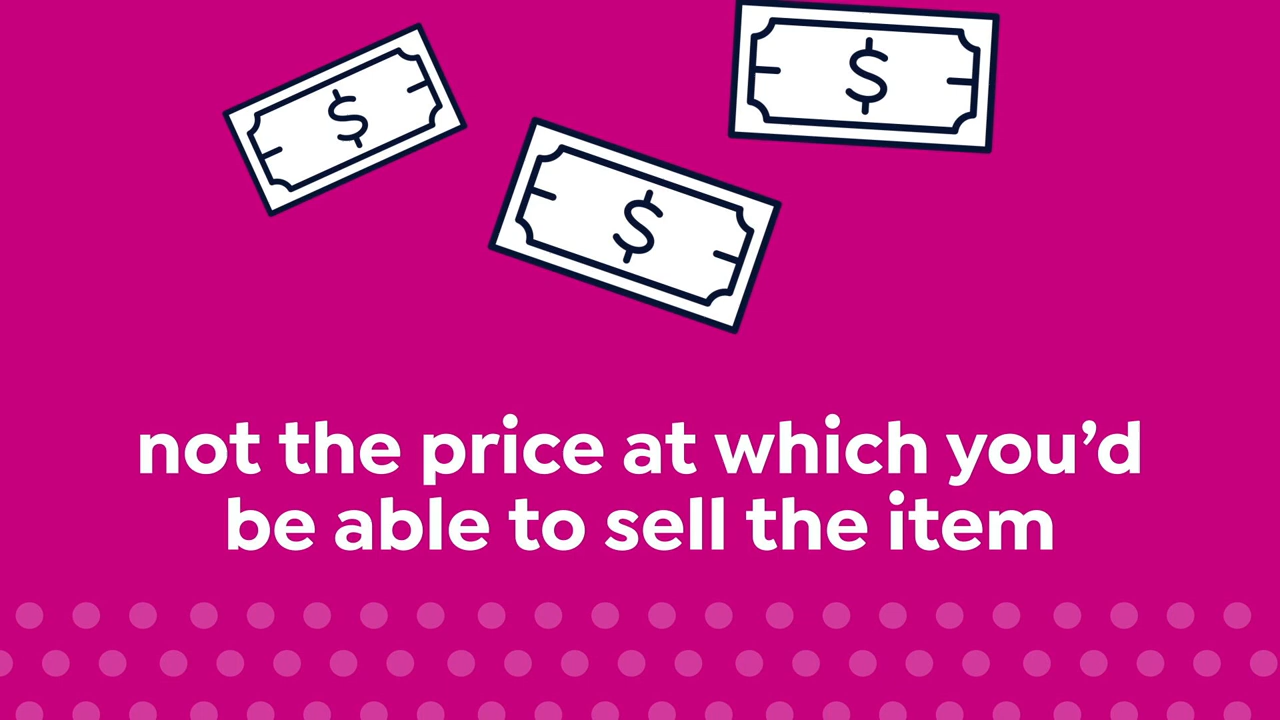 $
$
$
not the price at which you’d
be able to sell the item